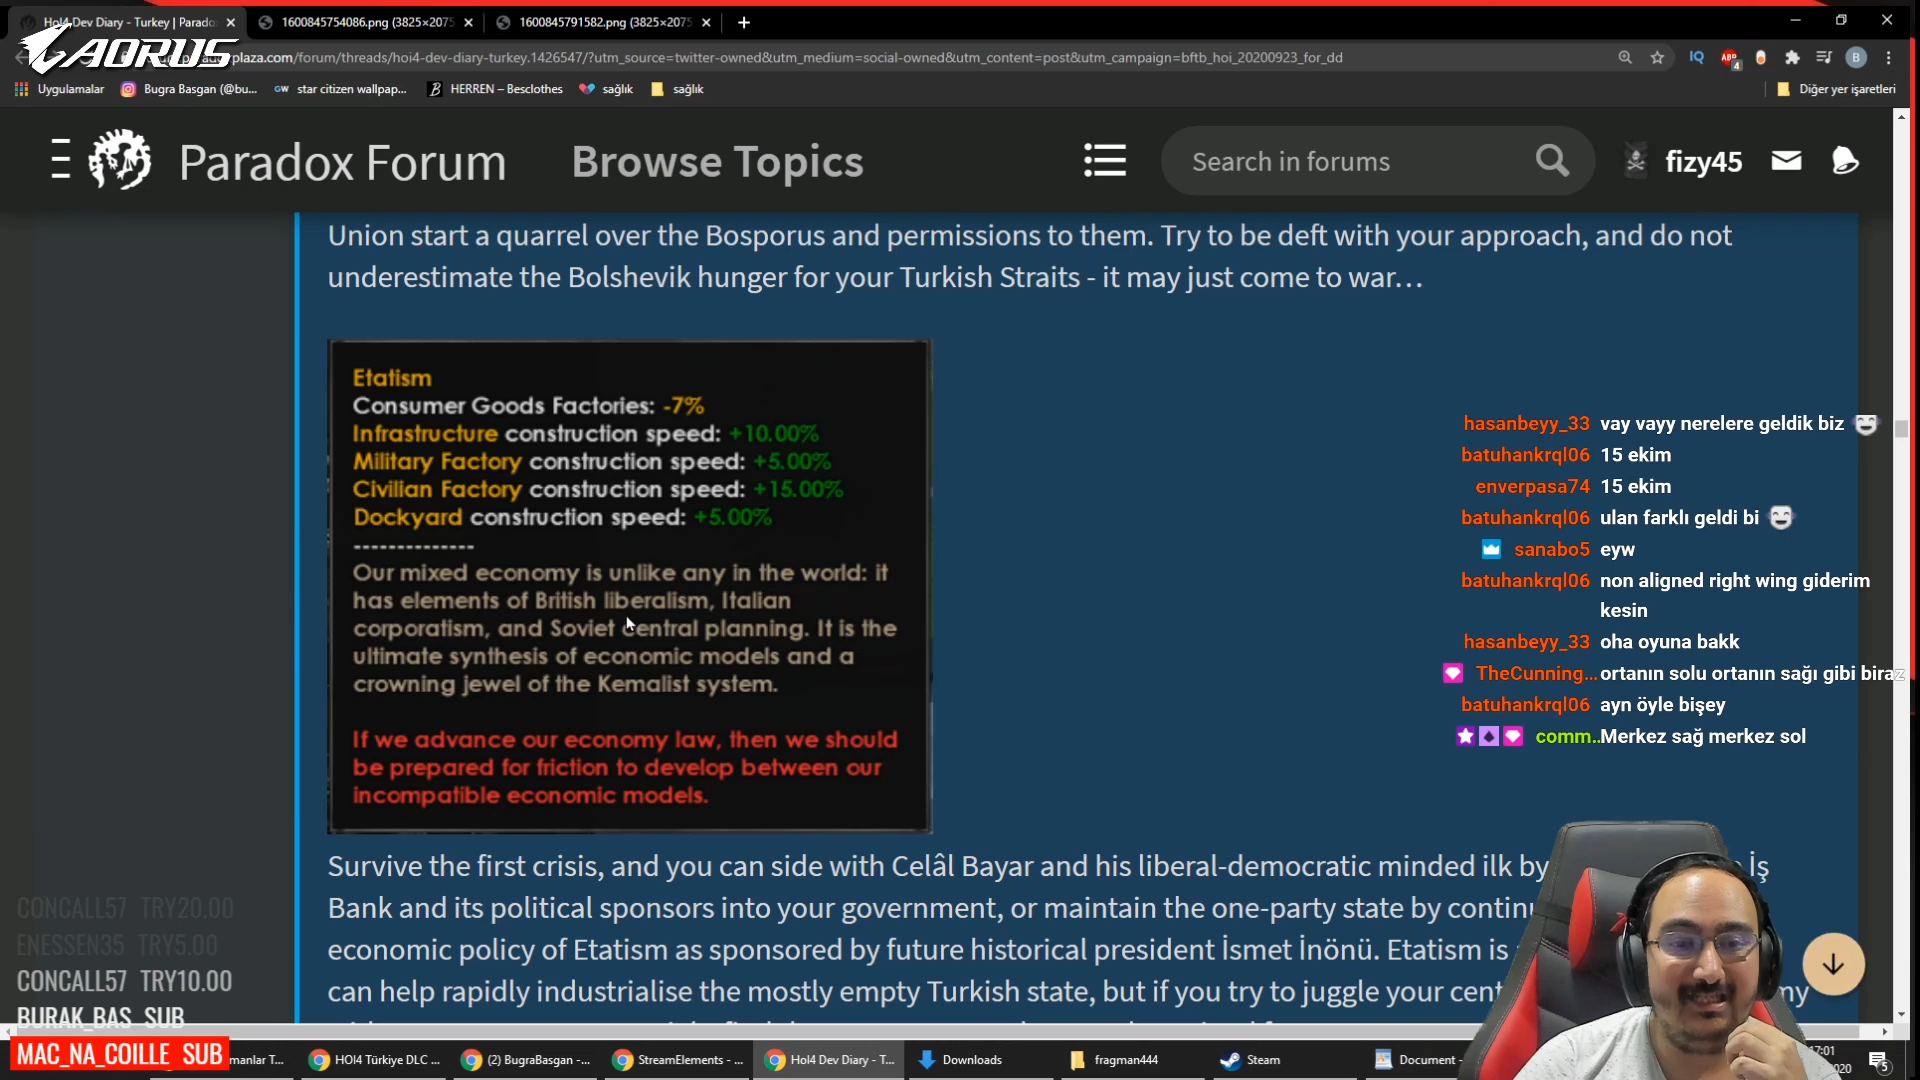 HoI4 Dev Diary - Turkey | Parado
1600845754086.png (3825×2075
1600845791582.png (3825×2075
AORUS
plaza.com/forum/threads/hoi4-dev-diary-turkey.1426547/?utm_source=twitter-owned&utm_medium=social-owned&utm_content=post&utm_campaign=bftb_hoi_20200923_for_dd
IQ
ABP
4
B
Uygulamalar
Bugra Basgan (@bu...
GW
star citizen wallpap...
HERREN – Besclothes
sağlık
sağlık
Diğer yer işaretleri
Paradox Forum
Browse Topics
Search in forums
fizy45
Union start a quarrel over the Bosporus and permissions to them. Try to be deft with your approach, and do not
underestimate the Bolshevik hunger for your Turkish Straits - it may just come to war…
Etatism
Consumer Goods Factories: -7%
Infrastructure construction speed: +10.00%
Military Factory construction speed: +5.00%
Civilian Factory construction speed: +15.00%
Dockyard construction speed: +5.00%
--------------
Our mixed economy is unlike any in the world: it
has elements of British liberalism, Italian
corporatism, and Soviet central planning. It is the
ultimate synthesis of economic models and a
crowning jewel of the Kemalist system.
If we advance our economy law, then we should
be prepared for friction to develop between our
incompatible economic models.
hasanbeyy_33 vay vayy nerelere geldik biz
batuhankrql06 15 ekim
enverpasa74 15 ekim
batuhankrql06 ulan farklı geldi bi
sanabo5 eyw
batuhankrql06 non aligned right wing giderim
kesin
hasanbeyy_33 oha oyuna bakk
TheCunning... ortanın solu ortanın sağı gibi biraz
batuhankrql06 ayn öyle bişey
comm.. Merkez sağ merkez sol
Survive the first crisis, and you can side with Celâl Bayar and his liberal-democratic minded ilk by İş
Bank and its political sponsors into your government, or maintain the one-party state by contin
economic policy of Etatism as sponsored by future historical president İsmet İnönü. Etatism is
can help rapidly industrialise the mostly empty Turkish state, but if you try to juggle your cent my
CONCALL57 TRY20.00
ENESSEN35 TRY5.00
CONCALL57 TRY10.00
BURAK_BAS SUB
MAC_NA_COILLE SUB
manlar T...
HOI4 Türkiye DLC ...
(2) BugraBasgan -...
StreamElements - ...
HoI4 Dev Diary - T...
Downloads
fragman444
Steam
Document -
17:01
2020
5